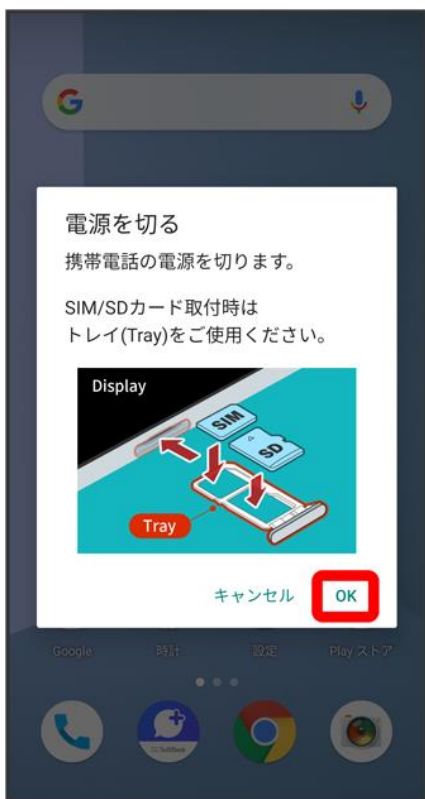 電源を切る
携帯電話の電源を切ります。
SIM/SDカード取付時は
トレイ(Tray)をご使用ください。
Display
SIM
SD
Tray
キャンセル
OK
Google
時計
設定
Play ストア
SoftBank